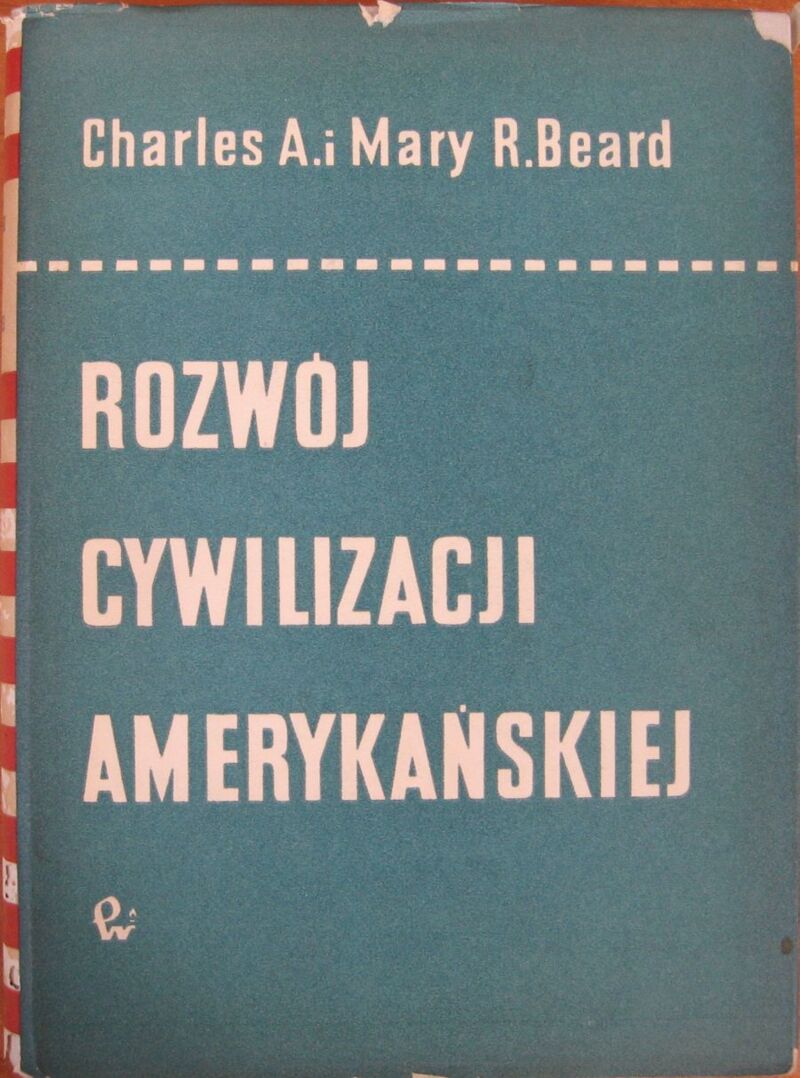 Charles A. i Mary R. Beard
ROZWÓJ
CYWILIZACJI
AMERYKAŃSKIEJ